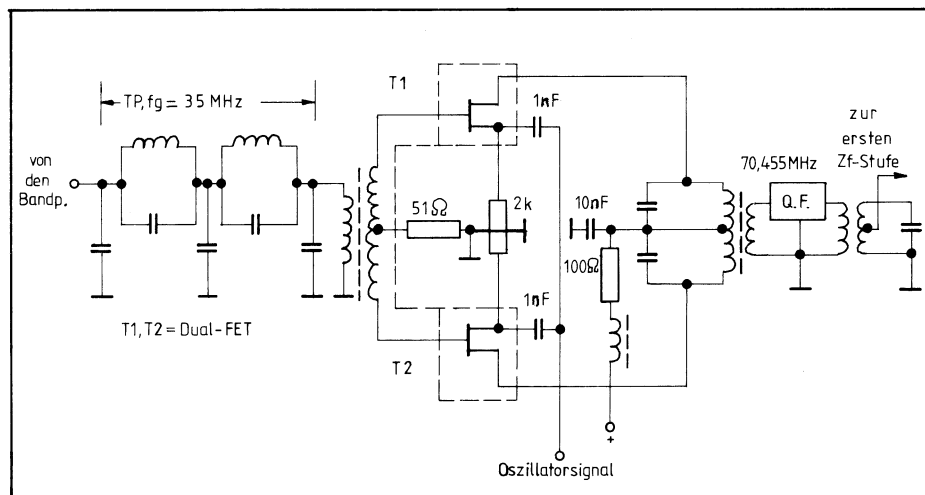 TP,fg = 35 MHz
von
den
Bandp.
T1
1nF
51Ω
2k
10nF
100Ω
70,455MHz
Q.F.
zur
ersten
Zf-Stufe
T1,T2 = Dual-FET
1nF
T2
+
Oszillatorsignal